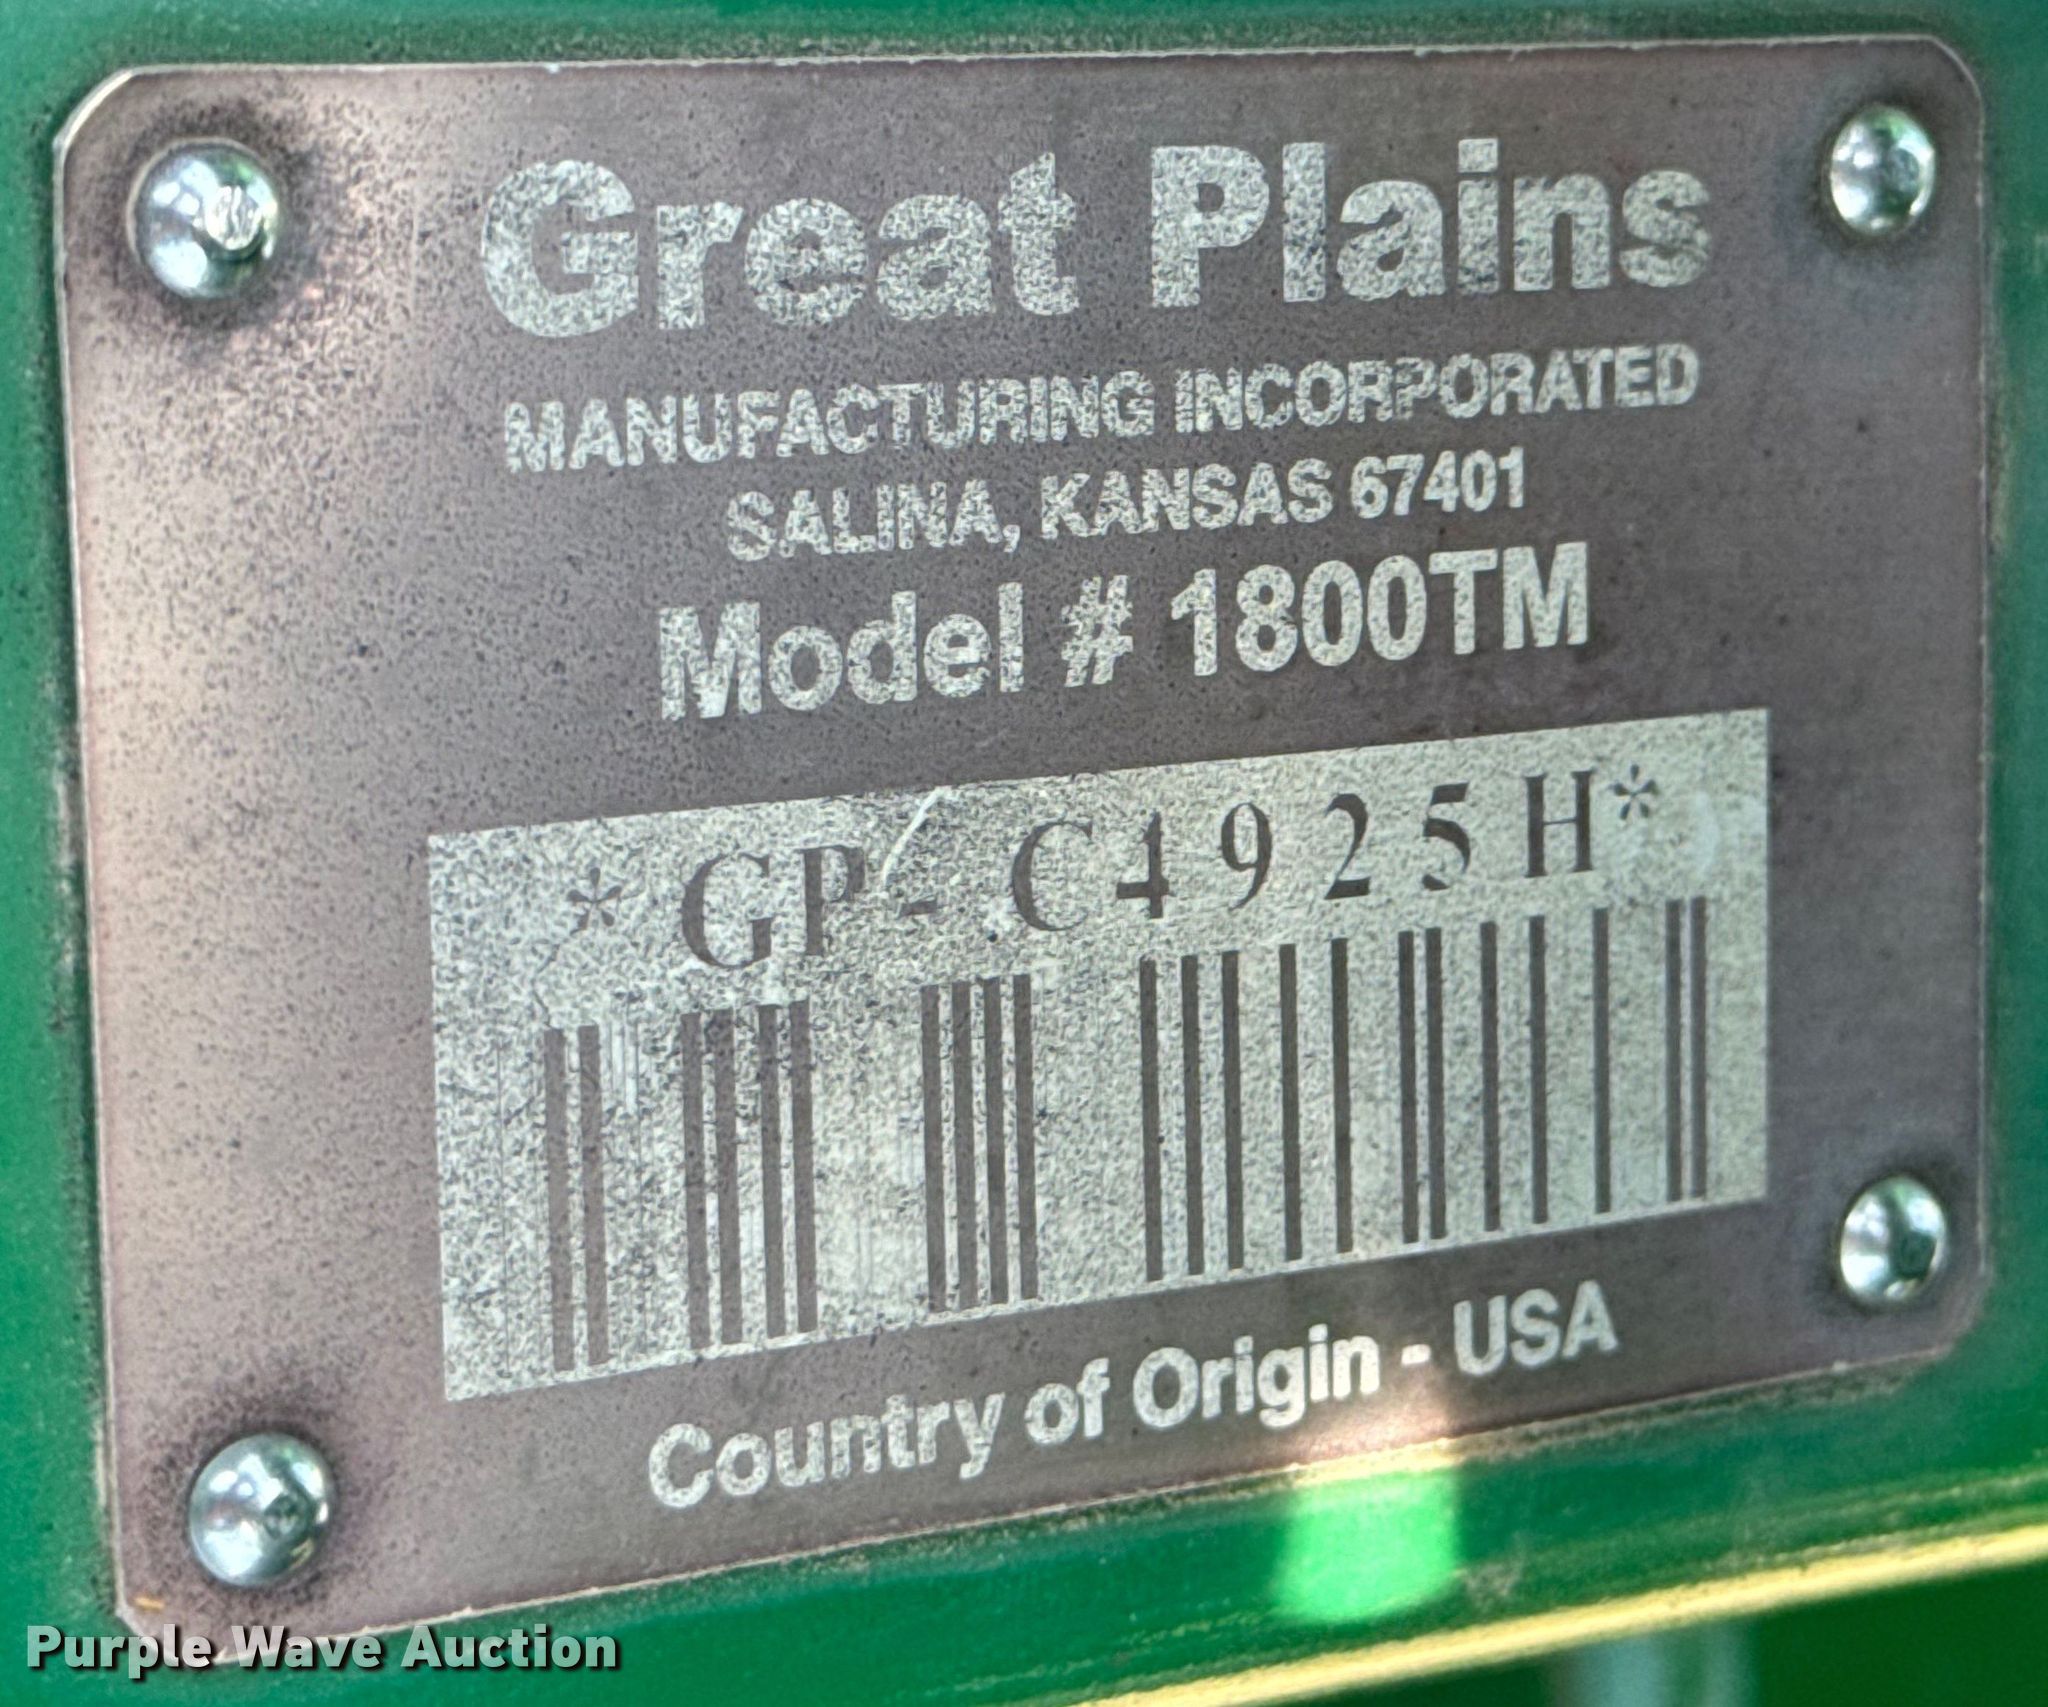 Great Plains
MANUFACTURING INCORPORATED
SALINA, KANSAS 67401
Model # 1800TM
*GP-C4925H*
Country of Origin - USA
Purple Wave Auction